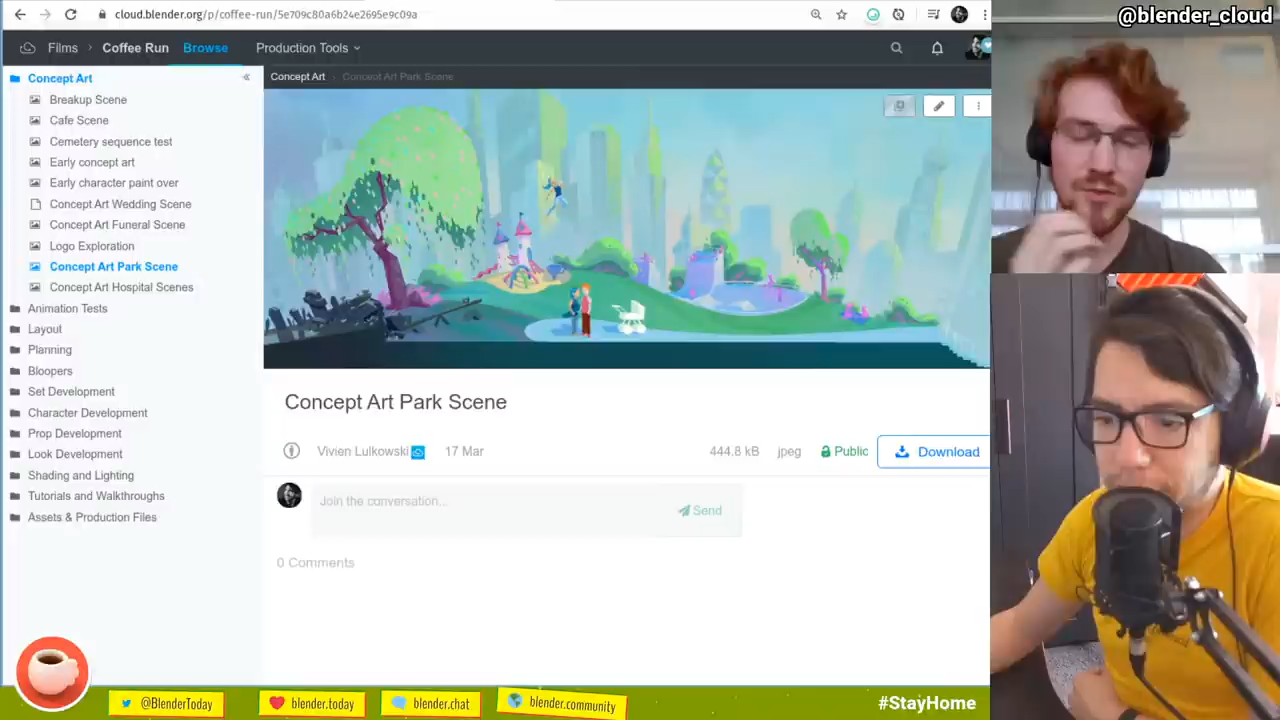 cloud.blender.org/p/coffee-run/5e709c80a6b24e2695e9c09a
@blender_cloud
Films
Coffee Run
Browse
Production Tools
Concept Art
Breakup Scene
Cafe Scene
Cemetery sequence test
Early concept art
Early character paint over
Concept Art Wedding Scene
Concept Art Funeral Scene
Logo Exploration
Concept Art Park Scene
Concept Art Hospital Scenes
Animation Tests
Layout
Planning
Bloopers
Set Development
Character Development
Prop Development
Look Development
Shading and Lighting
Tutorials and Walkthroughs
Assets & Production Files
Concept Art Concept Art Park Scene
Concept Art Park Scene
Vivien Lulkowski 17 Mar 444.8 kB jpeg Public Download
Join the conversation...
Send
0 Comments
@BlenderToday
blender.today
blender.chat
blender.community
#StayHome